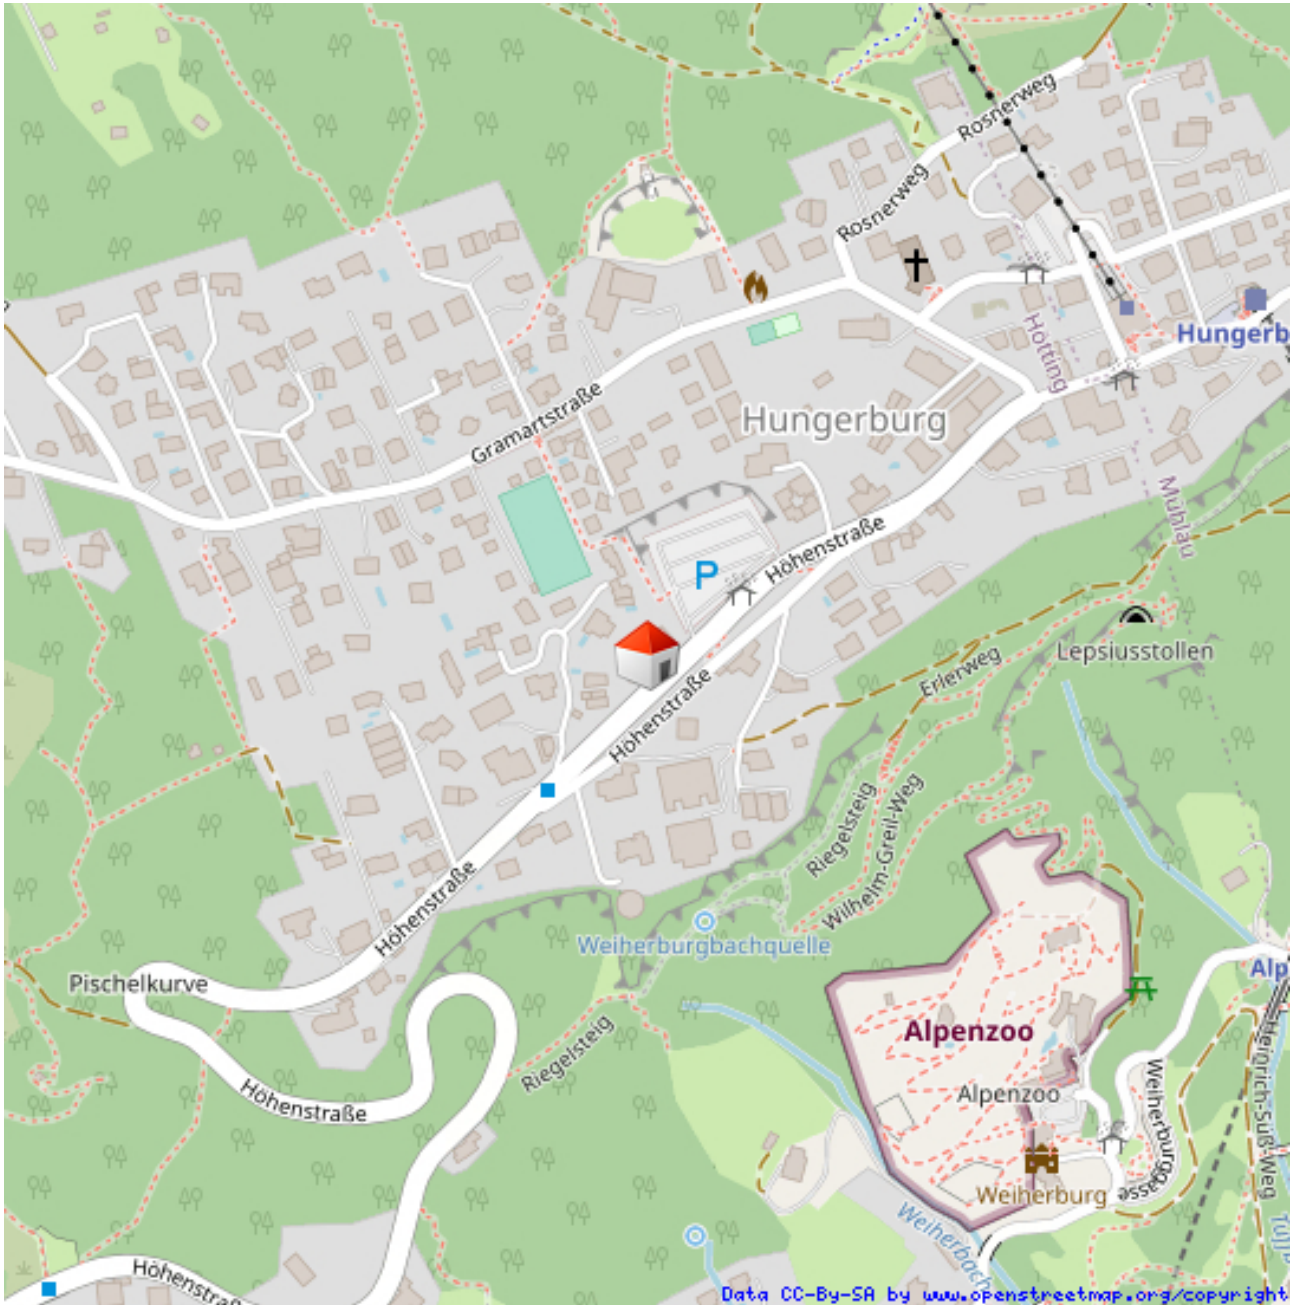 Rosnerweg
Rosnerweg
Hötting
Hungerb
Gramartstraße
Hungerburg
Mühlau
P
Höhenstraße
Lepsiusstollen
Erlerweg
Höhenstraße
Riegelsteig
Wilhelm-Greil-Weg
Höhenstraße
Weiherburgbachquelle
Pischelkurve
Alp
Alpenzoo
Riegelsteig
Höhenstraße
Alpenzoo
Weiherburggasse
Heinrich-Süß-Weg
Weiherburg
Weiherbach
Höhenstraß
Data CC-By-SA by www.openstreetmap.org/copyright